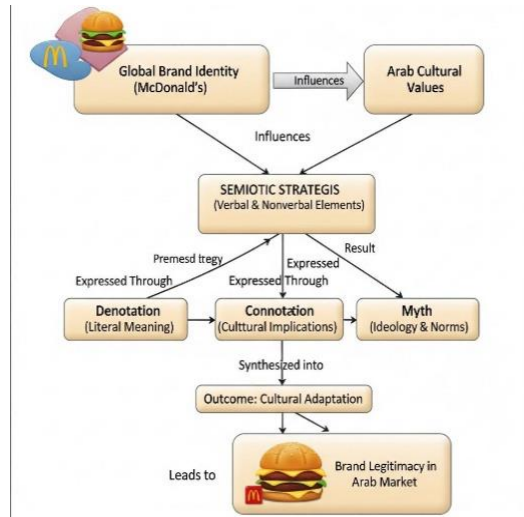 Global Brand Identity
(McDonald's)
Influences
Arab Cultural
Values
Influences
SEMIOTIC STRATEGIS
(Verbal & Nonverbal Elements)
Premesd tregy
Expressed Through
Expressed
Expressed Through
Result
Denotation
(Literal Meaning)
Connotation
(Culttural Implications)
Myth
(Ideology & Norms)
Synthesized into
Outcome: Cultural Adaptation
Leads to
Brand Legitimacy in
Arab Market